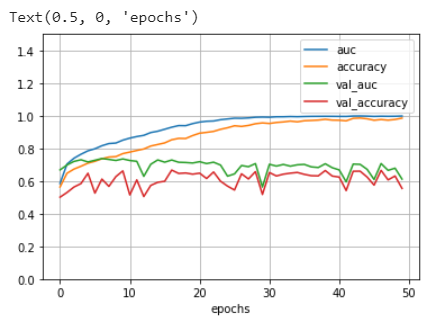 Text(0.5, 0, 'epochs')
1.4
1.2
1.0
0.8
0.6
0.4
0.2
0.0
auc
accuracy
val_auc
val_accuracy
0 10 20 30 40 50
epochs